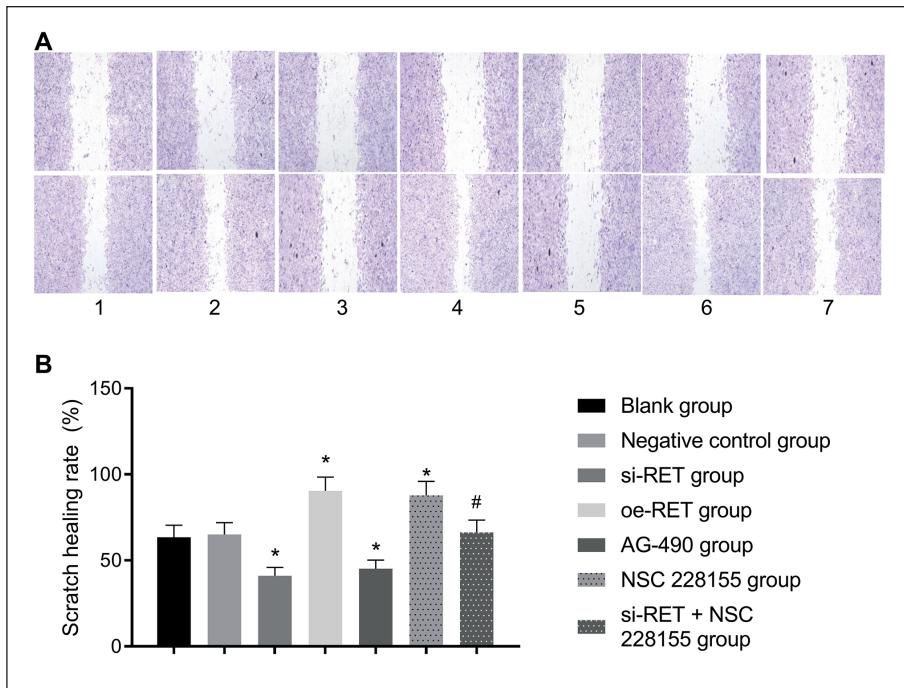 A
1 2 3 4 5 6 7
B
150
100
50
0
Scratch healing rate (%)
* * * * #
Blank group
Negative control group
si-RET group
oe-RET group
AG-490 group
NSC 228155 group
si-RET + NSC
228155 group